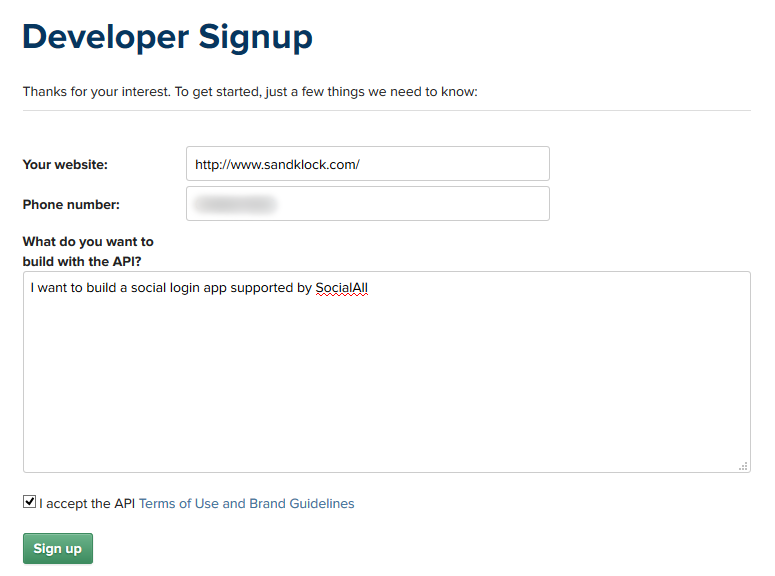 Developer Signup
Thanks for your interest. To get started, just a few things we need to know:
Your website: http://www.sandklock.com/
Phone number:
What do you want to
build with the API?
I want to build a social login app supported by SocialAll
I accept the API Terms of Use and Brand Guidelines
Sign up